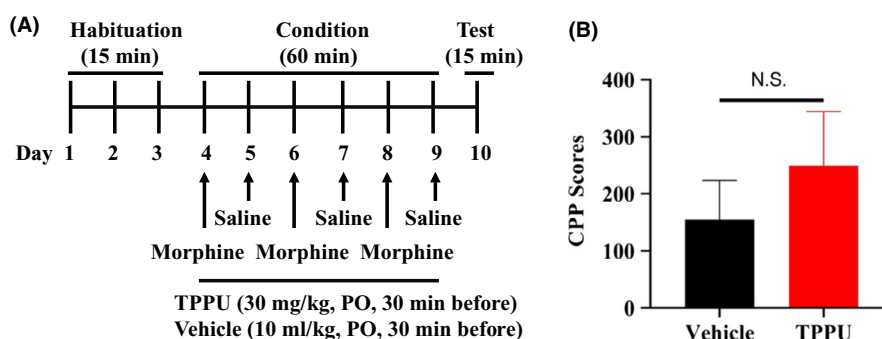 (A)
Habituation
(15 min)
Condition
(60 min)
Test
(15 min)
Day 1 2 3 4 5 6 7 8 9 10
Saline Saline Saline
Morphine Morphine Morphine
TPPU (30 mg/kg, PO, 30 min before)
Vehicle (10 ml/kg, PO, 30 min before)
(B)
N.S.
CPP Scores
400
300
200
100
0
Vehicle TPPU